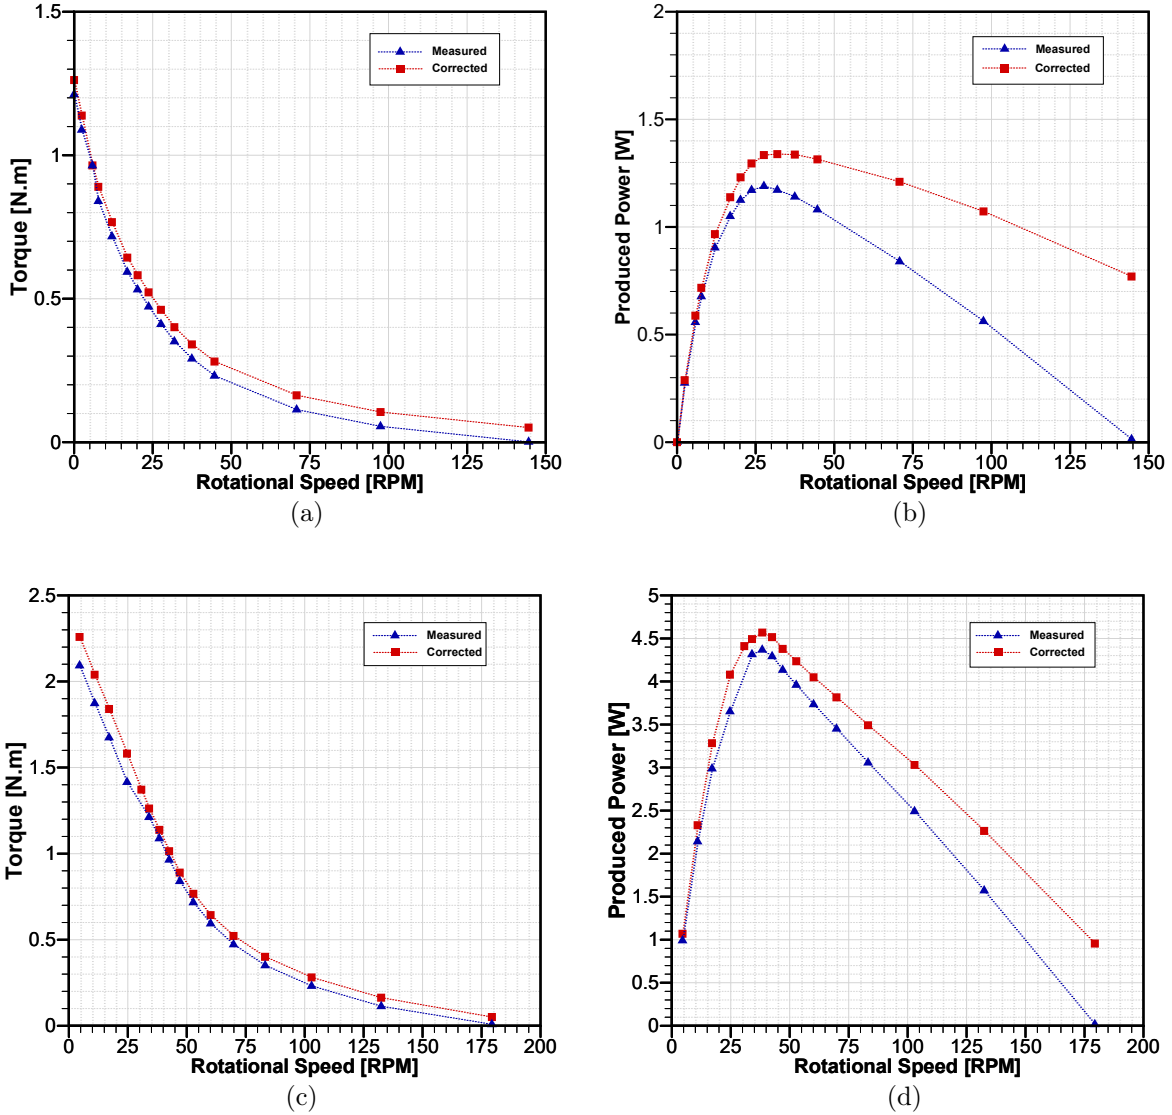 1.5
1
0.5
0
0 25 50 75 100 125 150
Torque [N.m]
Rotational Speed [RPM]
Measured
Corrected
(a)
2
1.5
1
0.5
0
0 25 50 75 100 125 150
Produced Power [W]
Rotational Speed [RPM]
Measured
Corrected
(b)
2.5
2
1.5
1
0.5
0
0 25 50 75 100 125 150 175 200
Torque [N.m]
Rotational Speed [RPM]
Measured
Corrected
(c)
5
4.5
4
3.5
3
2.5
2
1.5
1
0.5
0
0 25 50 75 100 125 150 175 200
Produced Power [W]
Rotational Speed [RPM]
Measured
Corrected
(d)